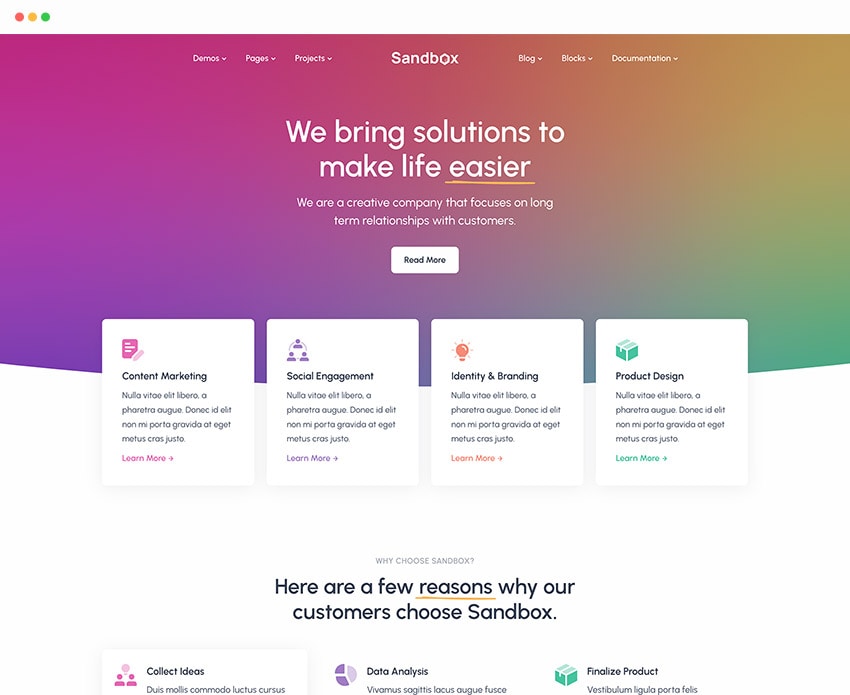 Demos Pages Projects Sandbox Blog Blocks Documentation
We bring solutions to
make life easier
We are a creative company that focuses on long
term relationships with customers.
Read More
Content Marketing
Nulla vitae elit libero, a
pharetra augue. Donec id elit
non mi porta gravida at eget
metus cras justo.
Learn More →
Social Engagement
Nulla vitae elit libero, a
pharetra augue. Donec id elit
non mi porta gravida at eget
metus cras justo.
Learn More →
Identity & Branding
Nulla vitae elit libero, a
pharetra augue. Donec id elit
non mi porta gravida at eget
metus cras justo.
Learn More →
Product Design
Nulla vitae elit libero, a
pharetra augue. Donec id elit
non mi porta gravida at eget
metus cras justo.
Learn More →
WHY CHOOSE SANDBOX?
Here are a few reasons why our
customers choose Sandbox.
Collect Ideas
Duis mollis commodo luctus cursus
Data Analysis
Vivamus sagittis lacus augue fusce
Finalize Product
Vestibulum ligula porta felis